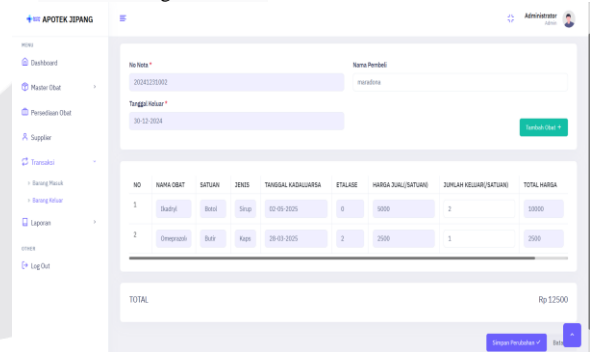 APOTEK JIPANG
Administrator
Admin
MENU
Dashboard
Master Obat
Persediaan Obat
Supplier
Transaksi
Barang Masuk
Barang Keluar
Laporan
OTHER
Log Out
No Nota *
Nama Pembeli
20241231002
maradona
Tanggal Keluar *
30-12-2024
Tambah Obat +
NO NAMA OBAT SATUAN JENIS TANGGAL KADALUARSA ETALASE HARGA JUAL(/SATUAN) JUMLAH KELUAR(/SATUAN) TOTAL HARGA
1 Botol Sirup 02-05-2025 0 5000 2 10000
2 Omeprazol Butir Kaps 28-03-2025 2 2500 1 2500
TOTAL Rp 12500
Simpan Perubahan ✓